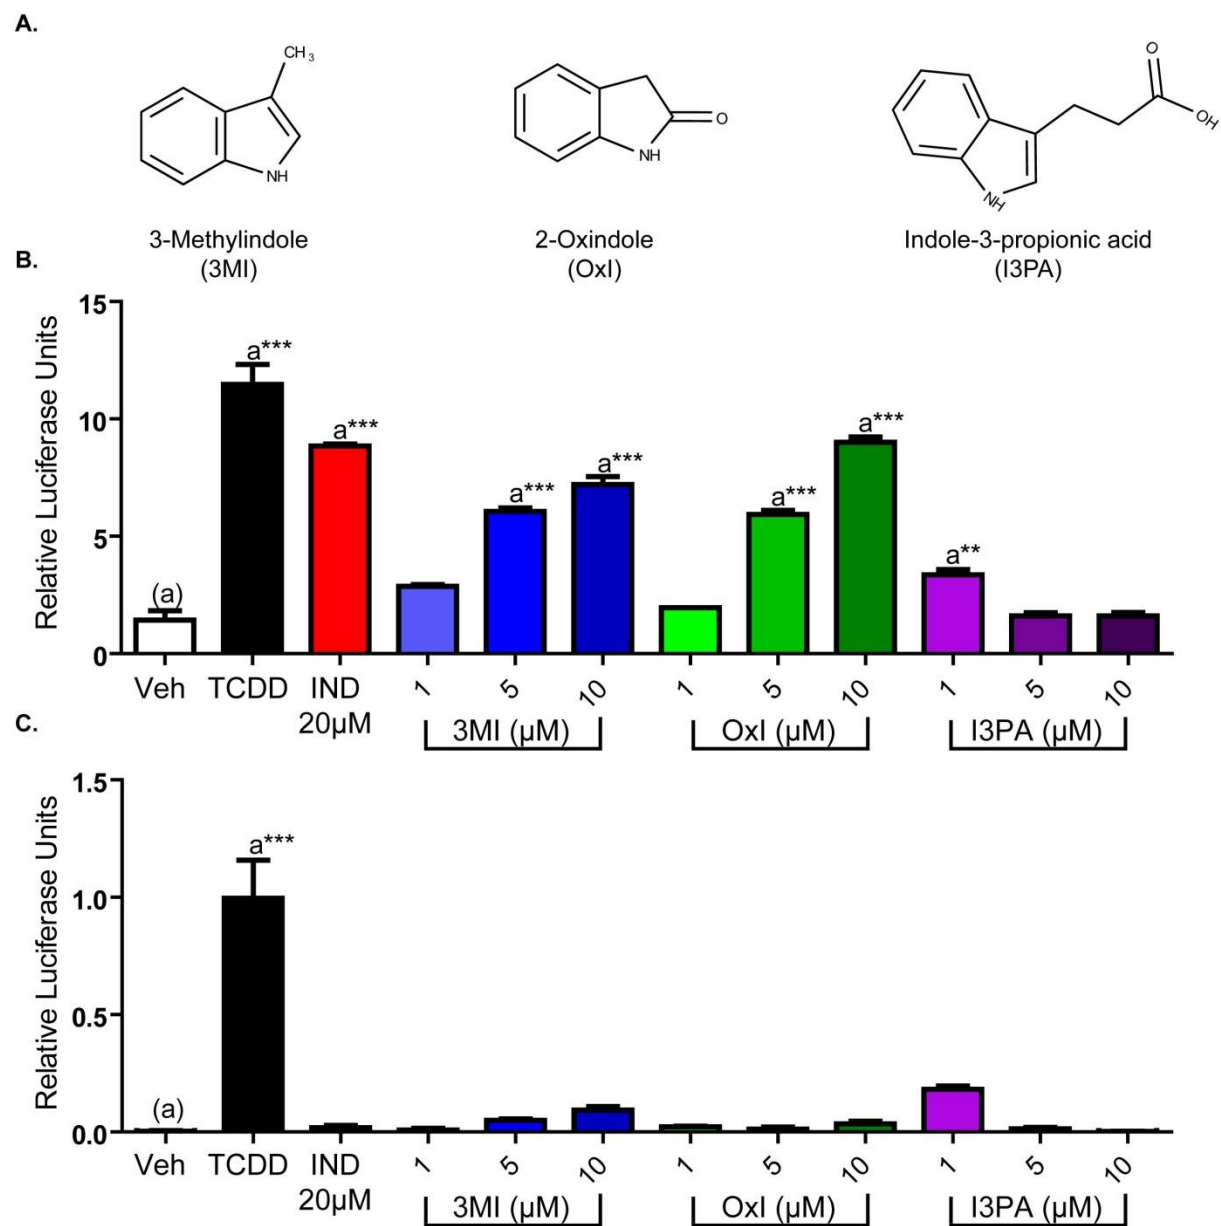 A.
CH3
NH
O
NH
O
OH
NH
3-Methylindole
(3MI)
2-Oxindole
(OxI)
Indole-3-propionic acid
(I3PA)
B.
Relative Luciferase Units
15
10
5
0
(a)
a***
a***
a***
a***
a***
a***
a**
Veh TCDD IND 1 5 10 1 5 10 1 5 10
20µM
3MI (µM) OxI (µM) I3PA (µM)
C.
Relative Luciferase Units
1.5
1.0
0.5
0.0
(a)
a***
Veh TCDD IND 1 5 10 1 5 10 1 5 10
20µM
3MI (µM) OxI (µM) I3PA (µM)